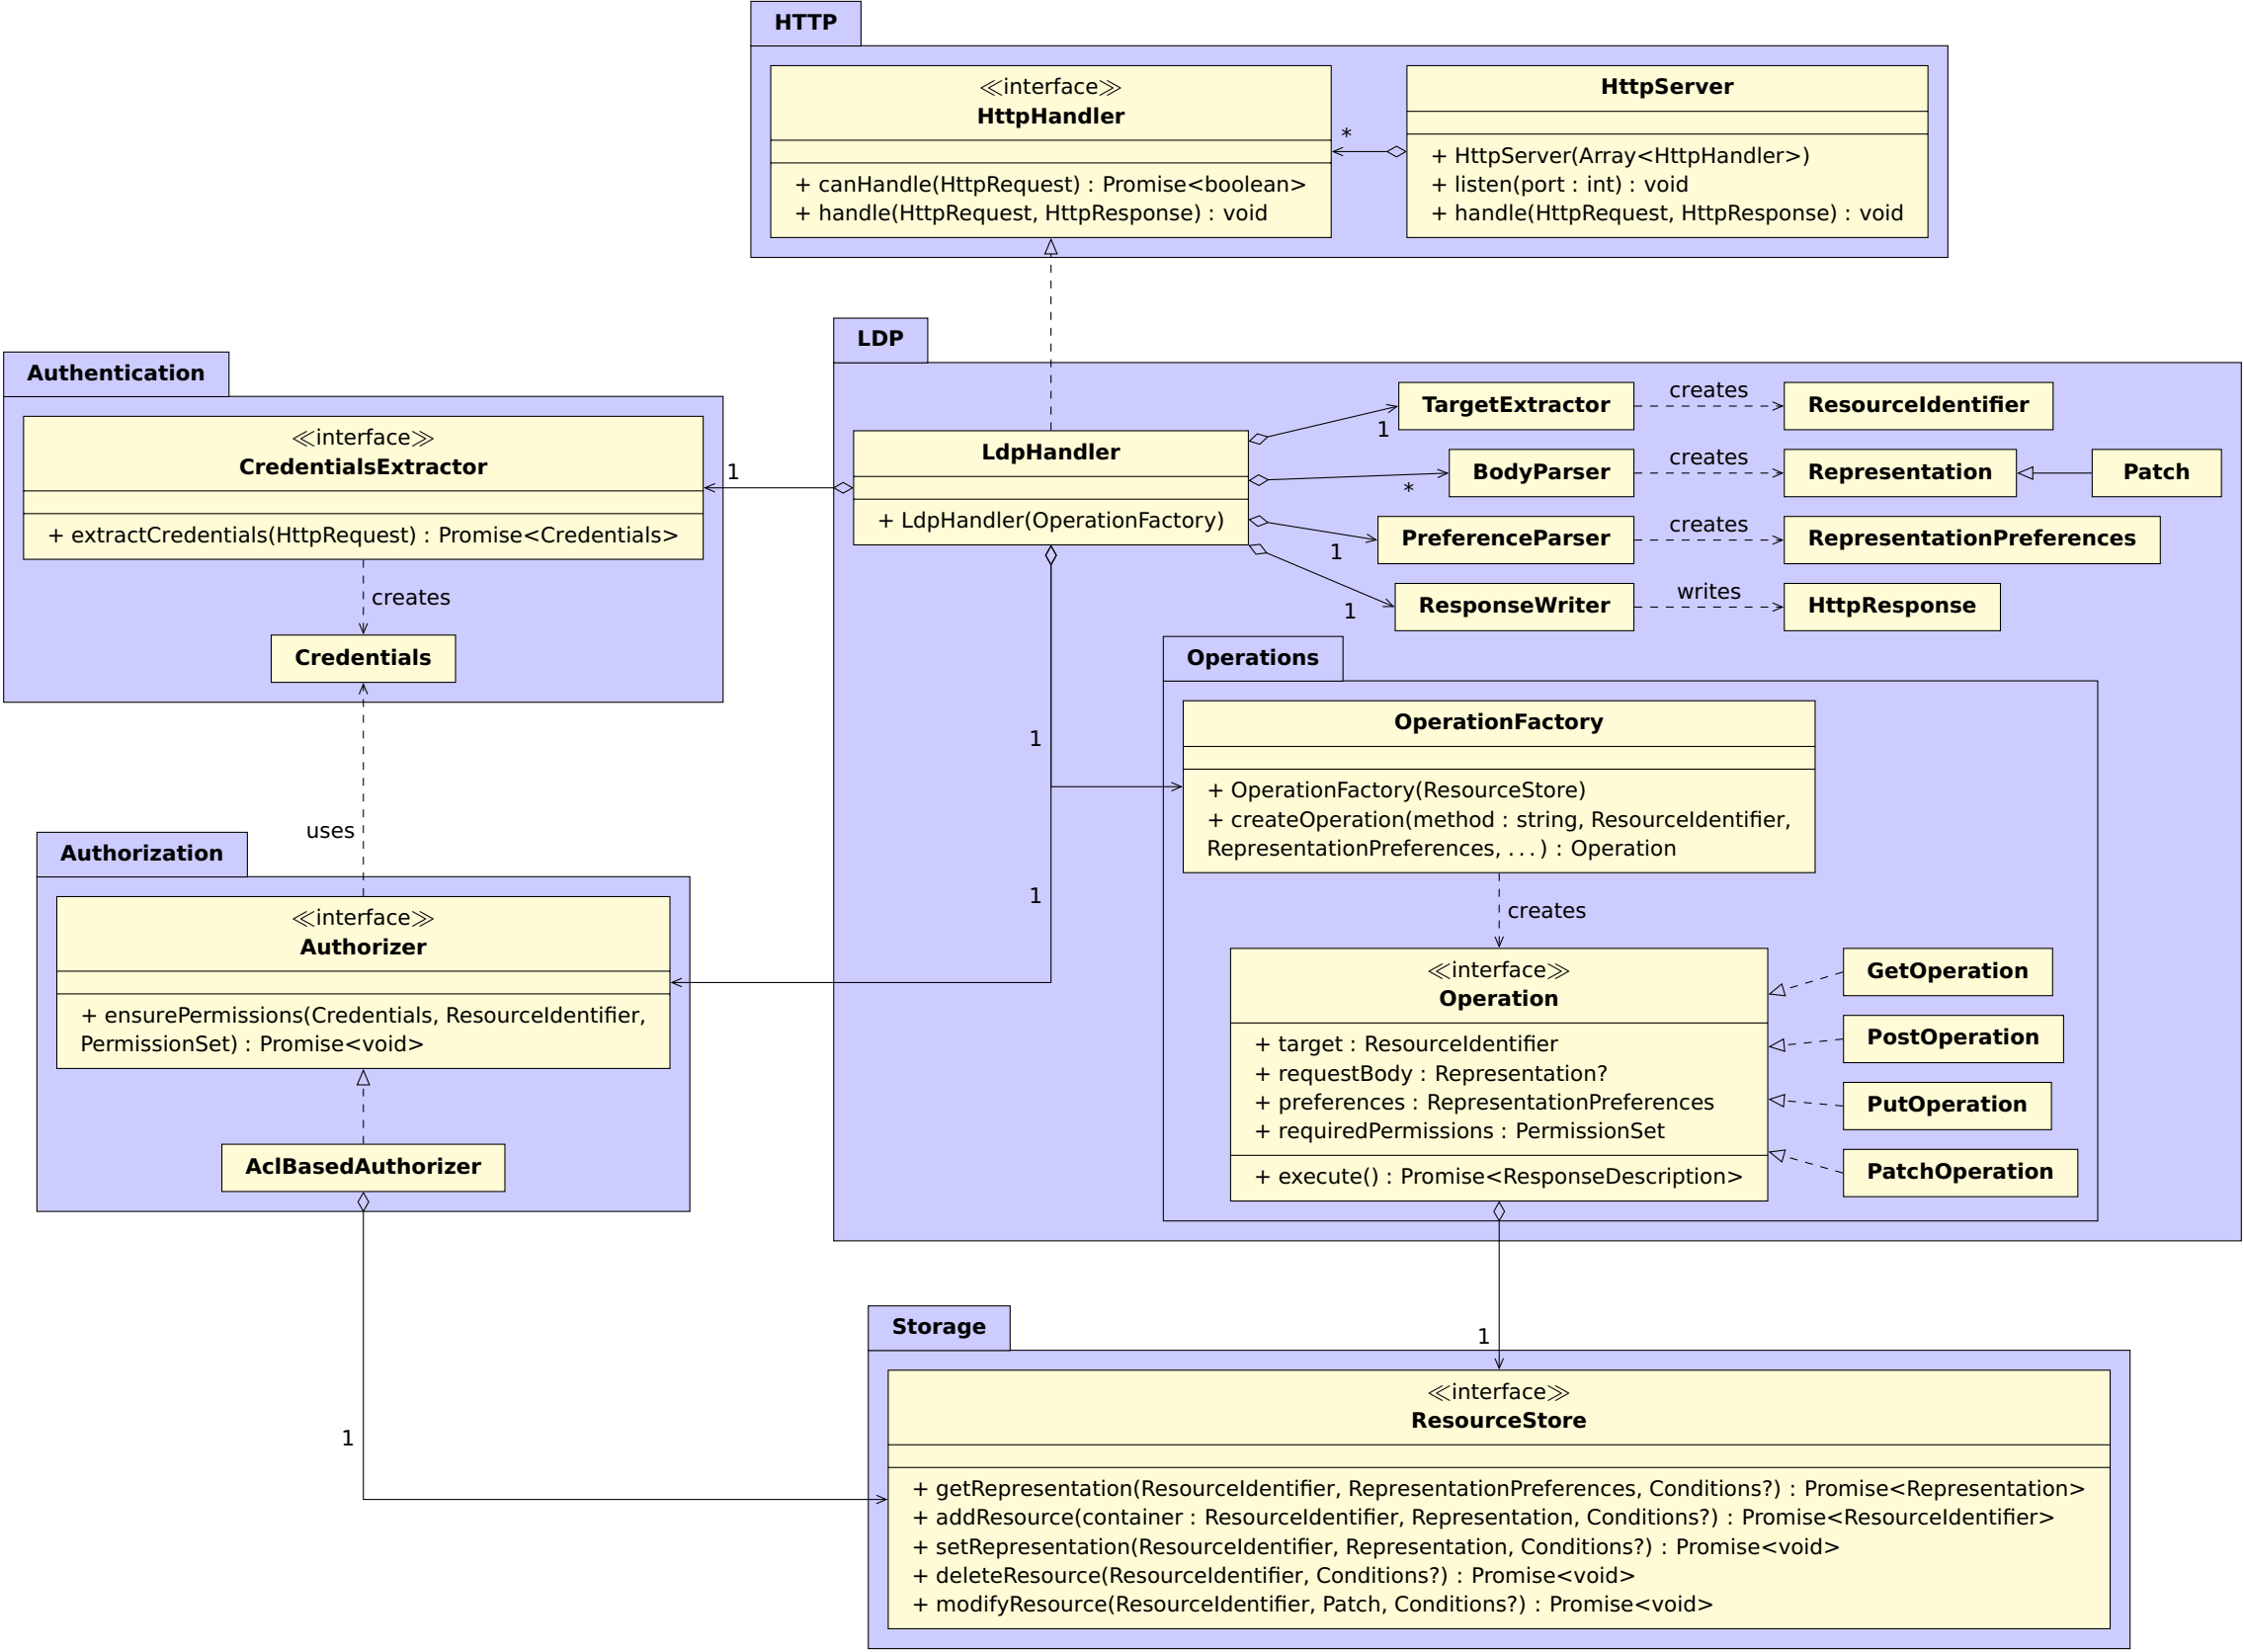 HTTP
≪interface≫
HttpHandler
+ canHandle(HttpRequest) : Promise<boolean>
+ handle(HttpRequest, HttpResponse) : void
*
HttpServer
+ HttpServer(Array<HttpHandler>)
+ listen(port : int) : void
+ handle(HttpRequest, HttpResponse) : void
Authentication
≪interface≫
CredentialsExtractor
+ extractCredentials(HttpRequest) : Promise<Credentials>
creates
Credentials
1
LDP
LdpHandler
+ LdpHandler(OperationFactory)
1
TargetExtractor
creates
ResourceIdentifier
*
BodyParser
creates
Representation
Patch
1
PreferenceParser
creates
RepresentationPreferences
1
ResponseWriter
writes
HttpResponse
1
1
Operations
OperationFactory
+ OperationFactory(ResourceStore)
+ createOperation(method : string, ResourceIdentifier,
RepresentationPreferences, ...) : Operation
creates
≪interface≫
Operation
+ target : ResourceIdentifier
+ requestBody : Representation?
+ preferences : RepresentationPreferences
+ requiredPermissions : PermissionSet
+ execute() : Promise<ResponseDescription>
GetOperation
PostOperation
PutOperation
PatchOperation
uses
Authorization
≪interface≫
Authorizer
+ ensurePermissions(Credentials, ResourceIdentifier,
PermissionSet) : Promise<void>
AclBasedAuthorizer
1
1
Storage
≪interface≫
ResourceStore
+ getRepresentation(ResourceIdentifier, RepresentationPreferences, Conditions?) : Promise<Representation>
+ addResource(container : ResourceIdentifier, Representation, Conditions?) : Promise<ResourceIdentifier>
+ setRepresentation(ResourceIdentifier, Representation, Conditions?) : Promise<void>
+ deleteResource(ResourceIdentifier, Conditions?) : Promise<void>
+ modifyResource(ResourceIdentifier, Patch, Conditions?) : Promise<void>